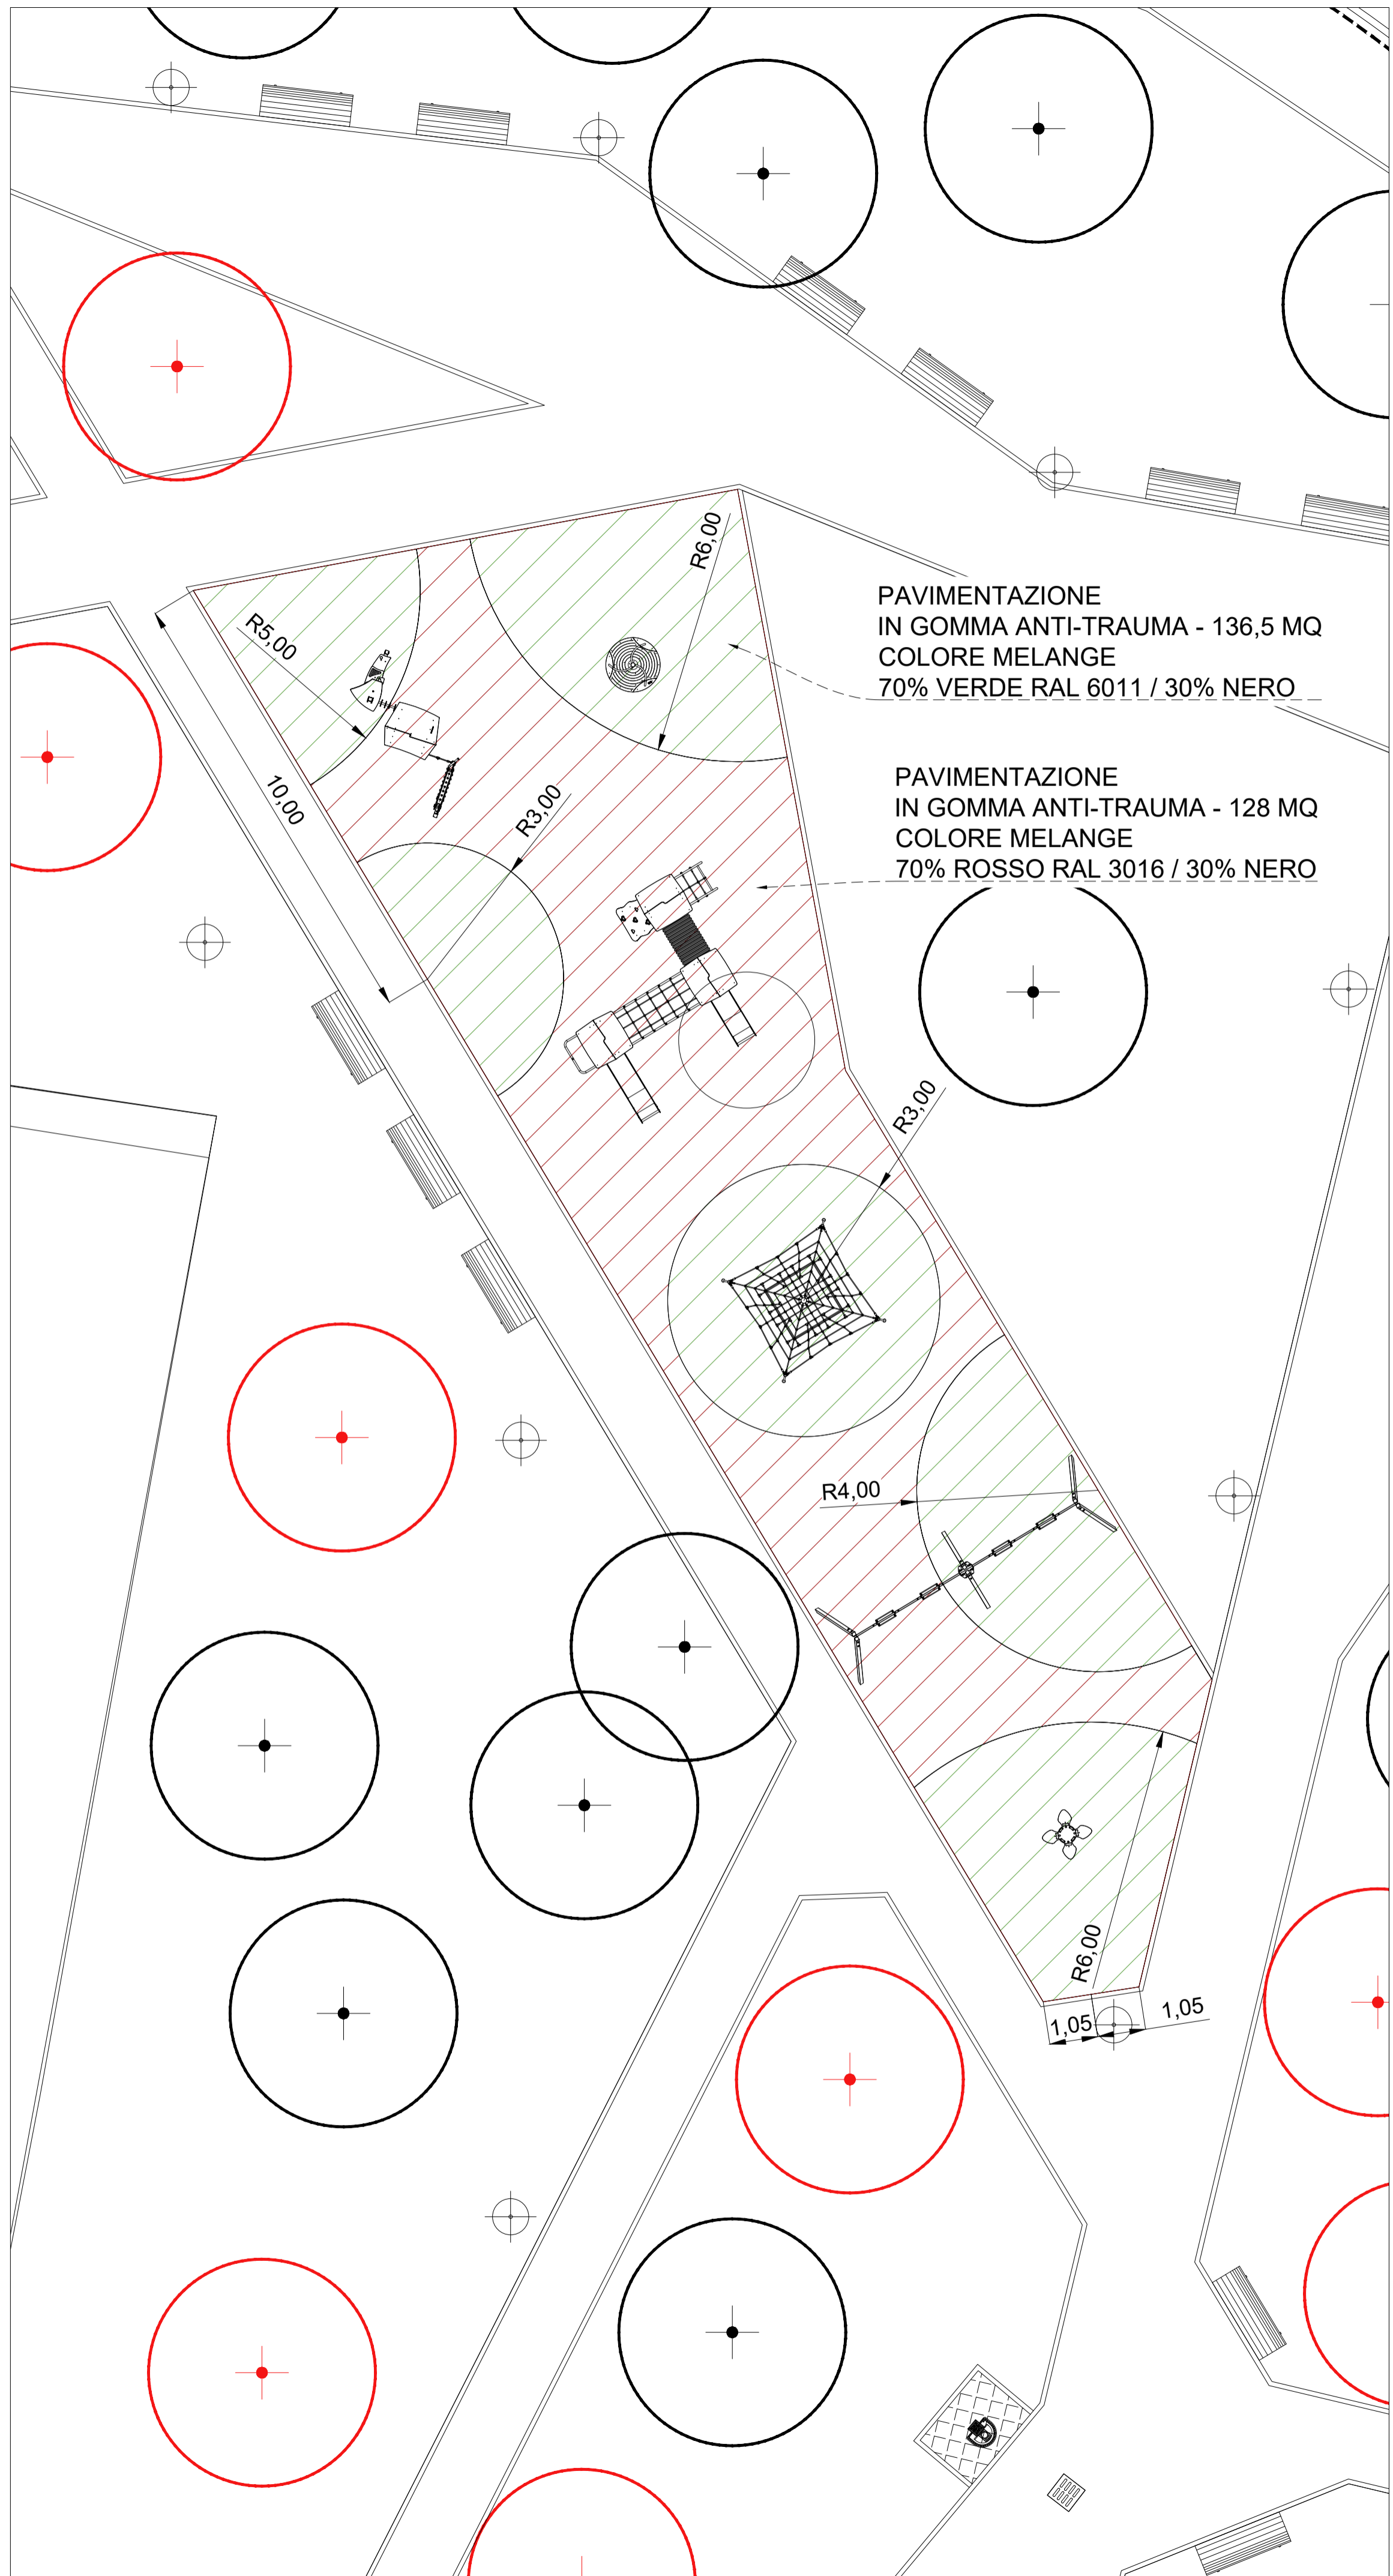 R6,00
PAVIMENTAZIONE
IN GOMMA ANTI-TRAUMA - 136,5 MQ
COLORE MELANGE
70% VERDE RAL 6011 / 30% NERO
R5,00
PAVIMENTAZIONE
IN GOMMA ANTI-TRAUMA - 128 MQ
COLORE MELANGE
70% ROSSO RAL 3016 / 30% NERO
10,00
R3,00
R3,00
R4,00
R6,00
1,05
1,05